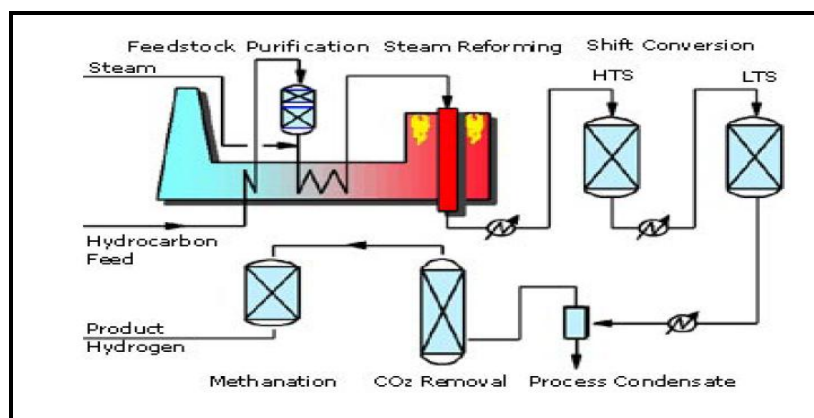 Feedstock Purification
Steam Reforming
Shift Conversion
Steam
HTS
LTS
Hydrocarbon
Feed
Product
Hydrogen
Methanation
CO2 Removal
Process Condensate